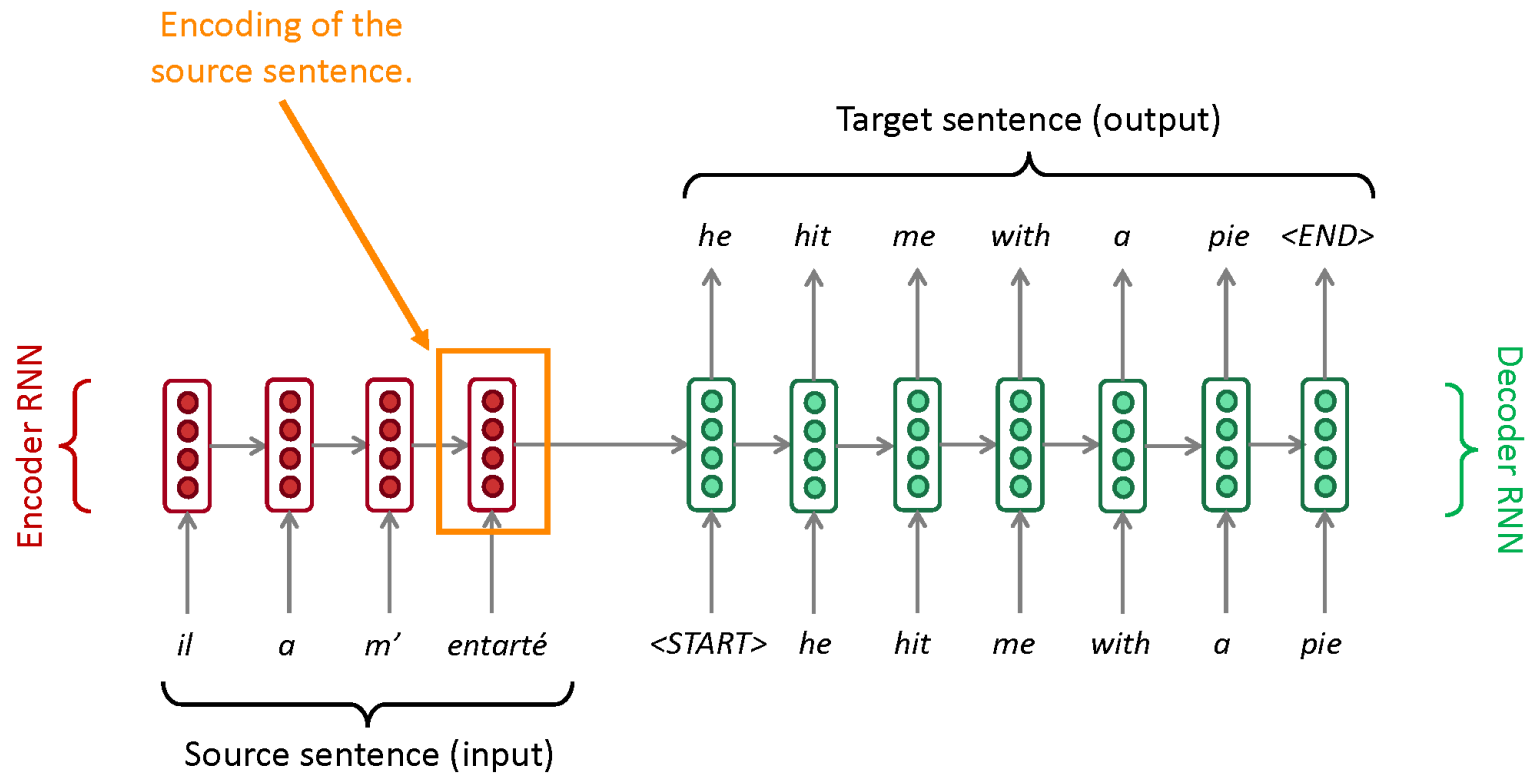 Encoding of the
source sentence.
Target sentence (output)
he hit me with a pie <END>
Encoder RNN
Decoder RNN
il a m’ entarté
<START> he hit me with a pie
Source sentence (input)